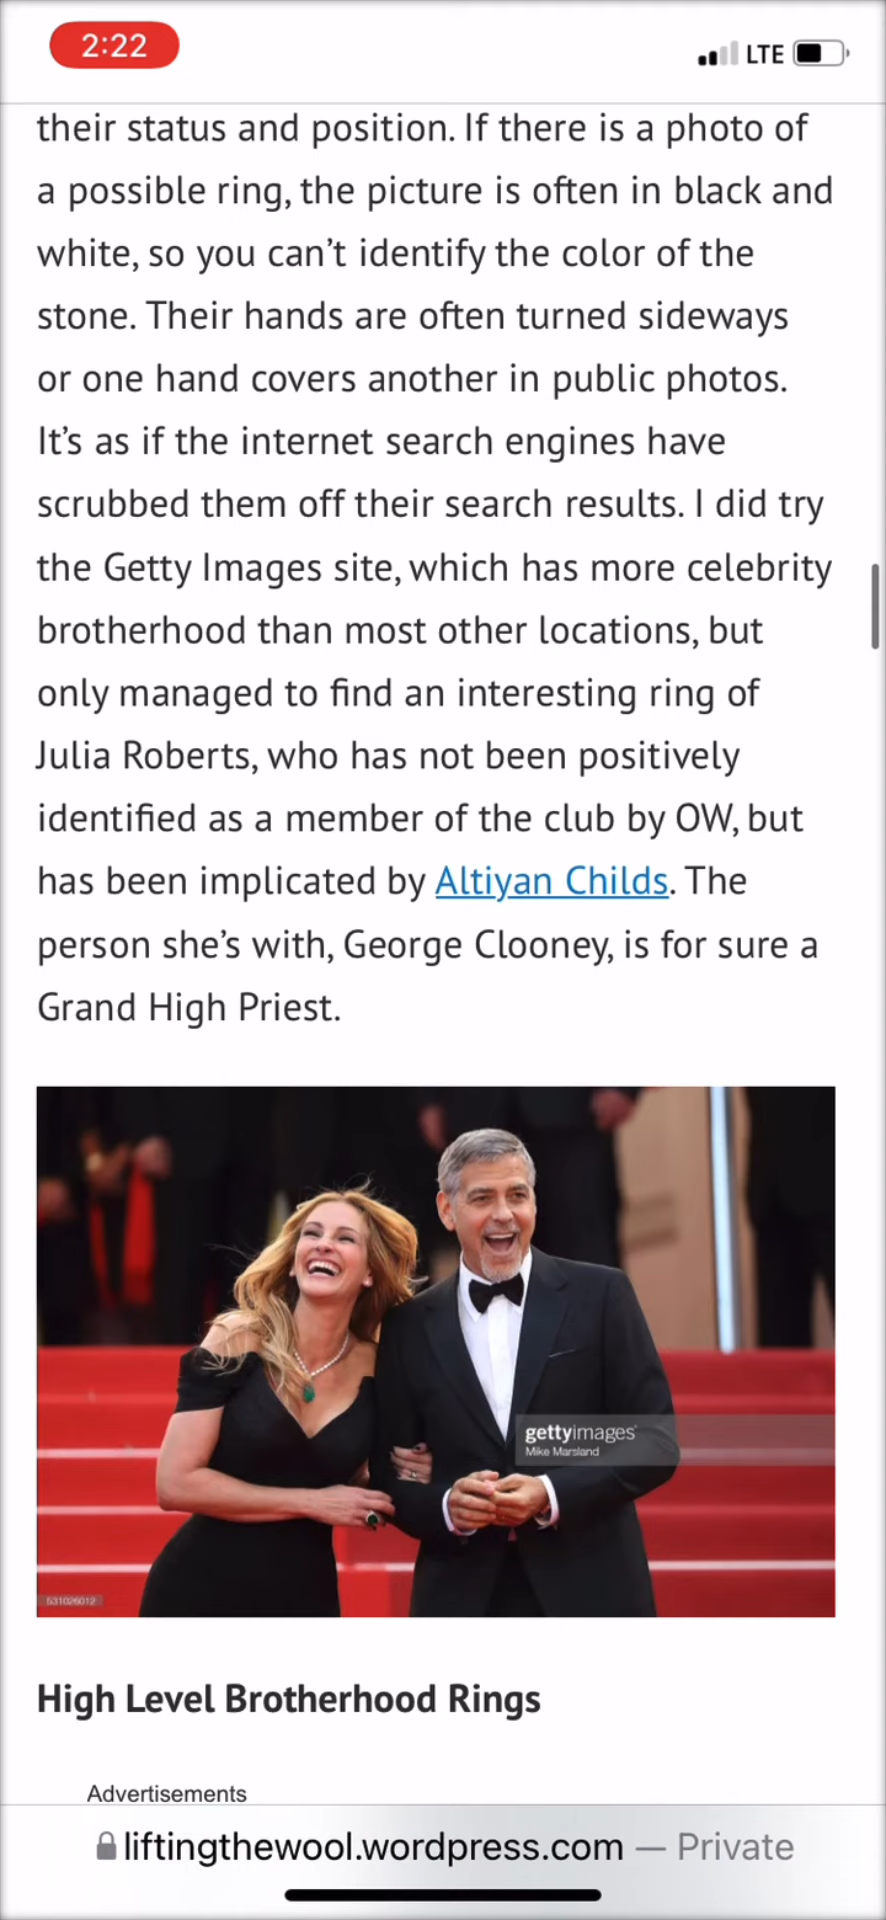 2:22
LTE
their status and position. If there is a photo of
a possible ring, the picture is often in black and
white, so you can’t identify the color of the
stone. Their hands are often turned sideways
or one hand covers another in public photos.
It’s as if the internet search engines have
scrubbed them off their search results. I did try
the Getty Images site, which has more celebrity
brotherhood than most other locations, but
only managed to find an interesting ring of
Julia Roberts, who has not been positively
identified as a member of the club by OW, but
has been implicated by Altiyan Childs. The
person she’s with, George Clooney, is for sure a
Grand High Priest.
gettyimages®
Mike Marsland
531026012
High Level Brotherhood Rings
Advertisements
liftingthewool.wordpress.com — Private